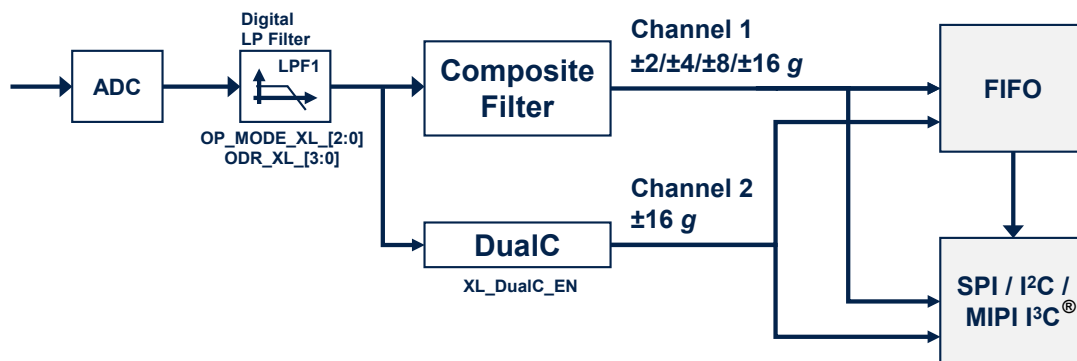 Digital
LP Filter
ADC
LPF1
OP_MODE_XL_[2:0]
ODR_XL_[3:0]
Composite
Filter
Channel 1
±2/±4/±8/±16 g
FIFO
Channel 2
±16 g
DualC
XL_DualC_EN
SPI / I²C /
MIPI I³C®